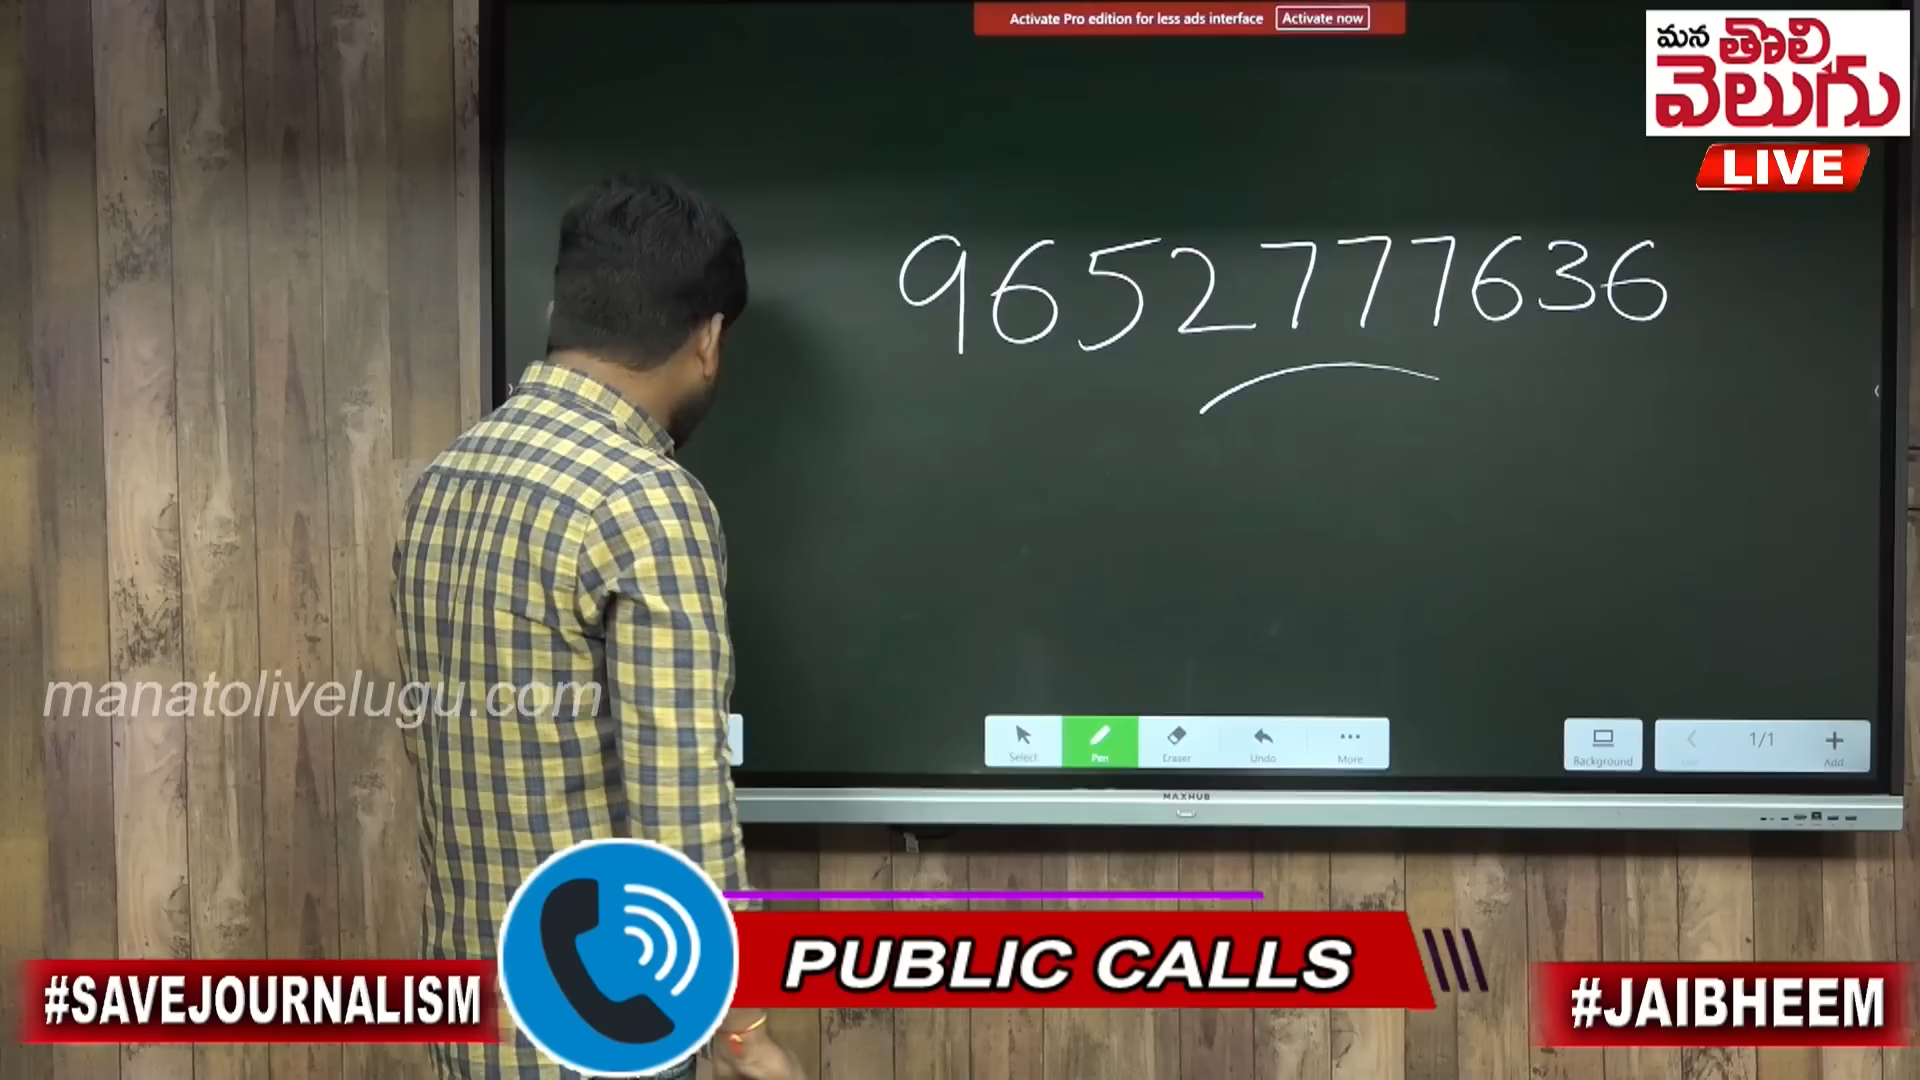 Activate Pro edition for less ads interface Activate now
మన తొలి
వెలుగు
LIVE
9652777636
manatolivelugu.com
Select Pen Eraser Undo More
Background
1/1
Add
MAXHUB
PUBLIC CALLS
#SAVEJOURNALISM
#JAIBHEEM